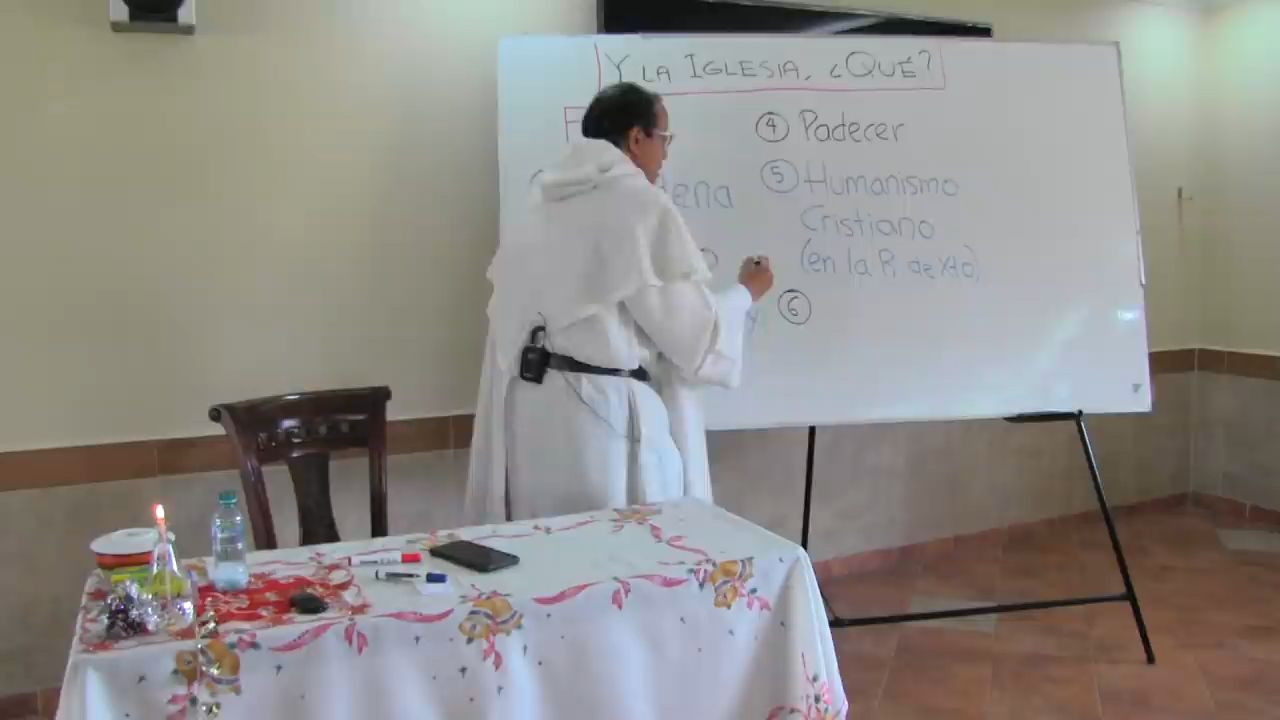 Y LA IGLESIA, ¿QUÉ?
④ Padecer
⑤ Humanismo
Cristiano
(en la P. de Xto)
⑥